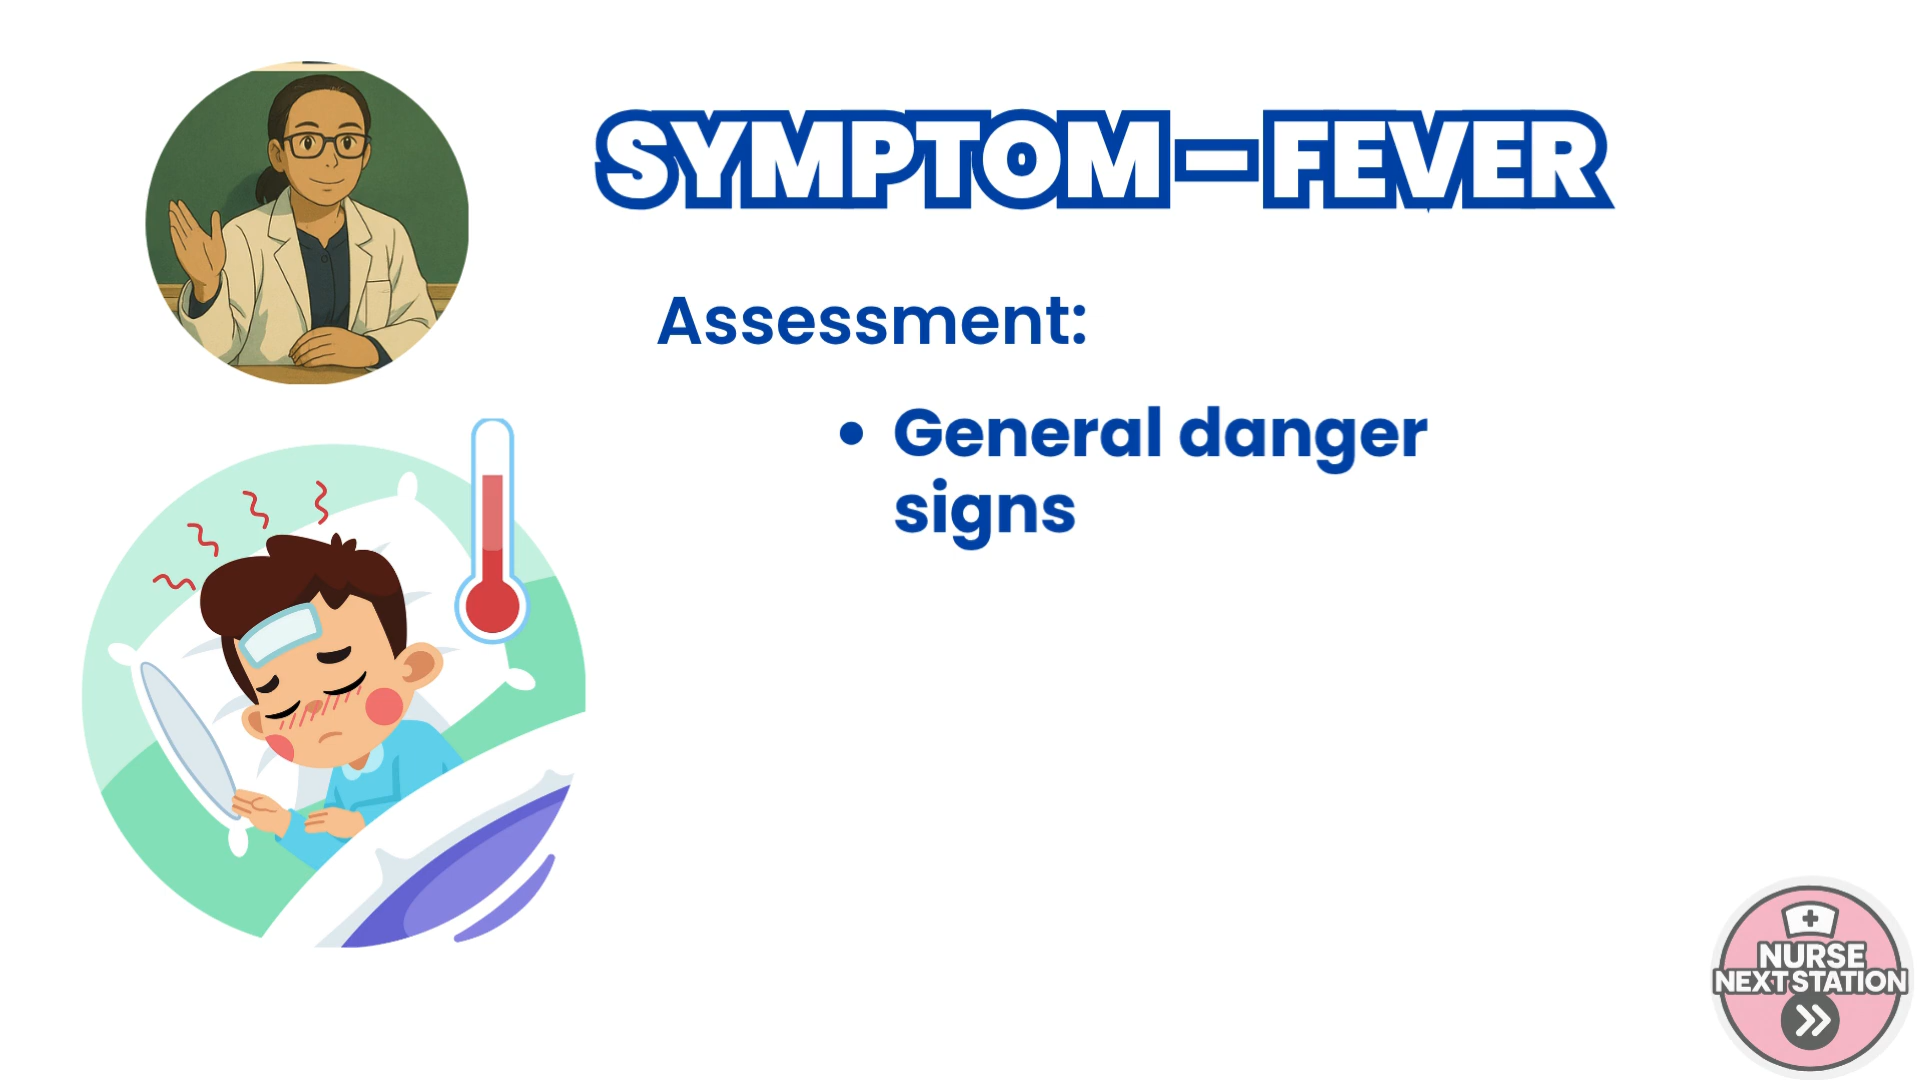 SYMPTOM – FEVER
Assessment:
• General danger
signs
NURSE
NEXT STATION